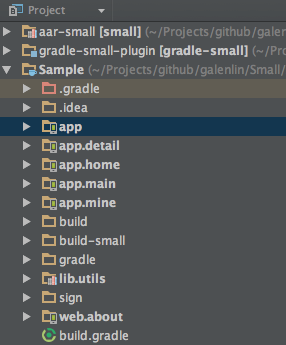 Project
aar-small [small] (~/Projects/github/galen
gradle-small-plugin [gradle-small] (~/Pr
Sample (~/Projects/github/galenlin/Small/
.gradle
.idea
app
app.detail
app.home
app.main
app.mine
build
build-small
gradle
lib.utils
sign
web.about
build.gradle